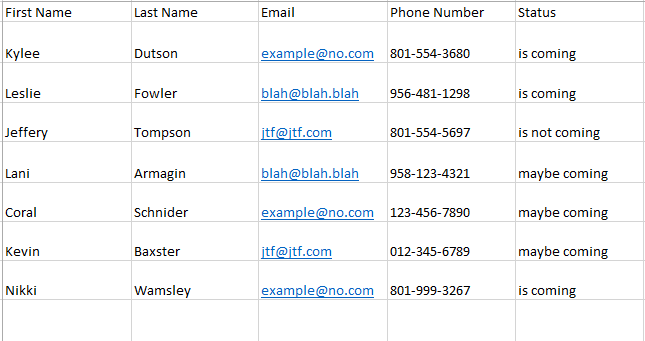 First Name Last Name Email Phone Number Status
Kylee Dutson example@no.com 801-554-3680 is coming
Leslie Fowler blah@blah.blah 956-481-1298 is coming
Jeffery Tompson jtf@jtf.com 801-554-5697 is not coming
Lani Armagin blah@blah.blah 958-123-4321 maybe coming
Coral Schnider example@no.com 123-456-7890 maybe coming
Kevin Baxster jtf@jtf.com 012-345-6789 maybe coming
Nikki Wamsley example@no.com 801-999-3267 is coming